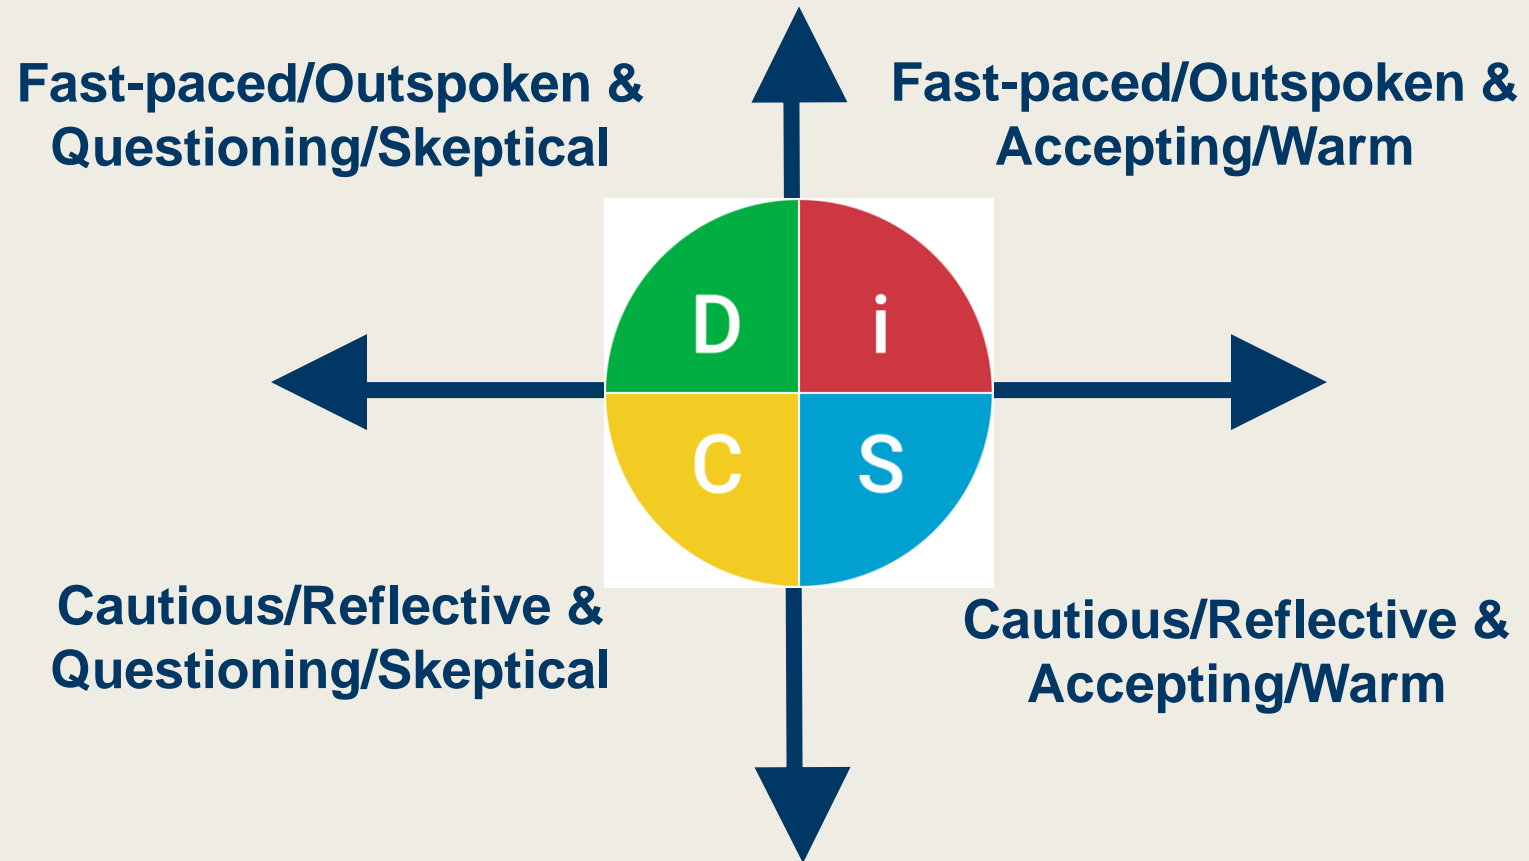 Fast-paced/Outspoken &
Questioning/Skeptical
Fast-paced/Outspoken &
Accepting/Warm
D
i
C
S
Cautious/Reflective &
Questioning/Skeptical
Cautious/Reflective &
Accepting/Warm